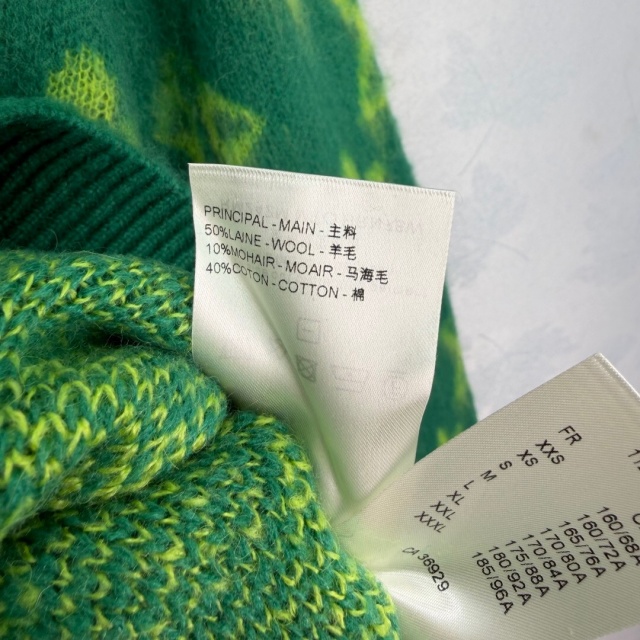 PRINCIPAL - MAIN - 主料
50%LAINE - WOOL - 羊毛
10%MOHAIR - MOAIR - 马海毛
40%COTON - COTTON - 棉
FR
XXS
XS
S
M
L
XL
XXL
XXXL
160/68A
160/72A
165/76A
170/80A
170/84A
175/88A
180/92A
185/96A